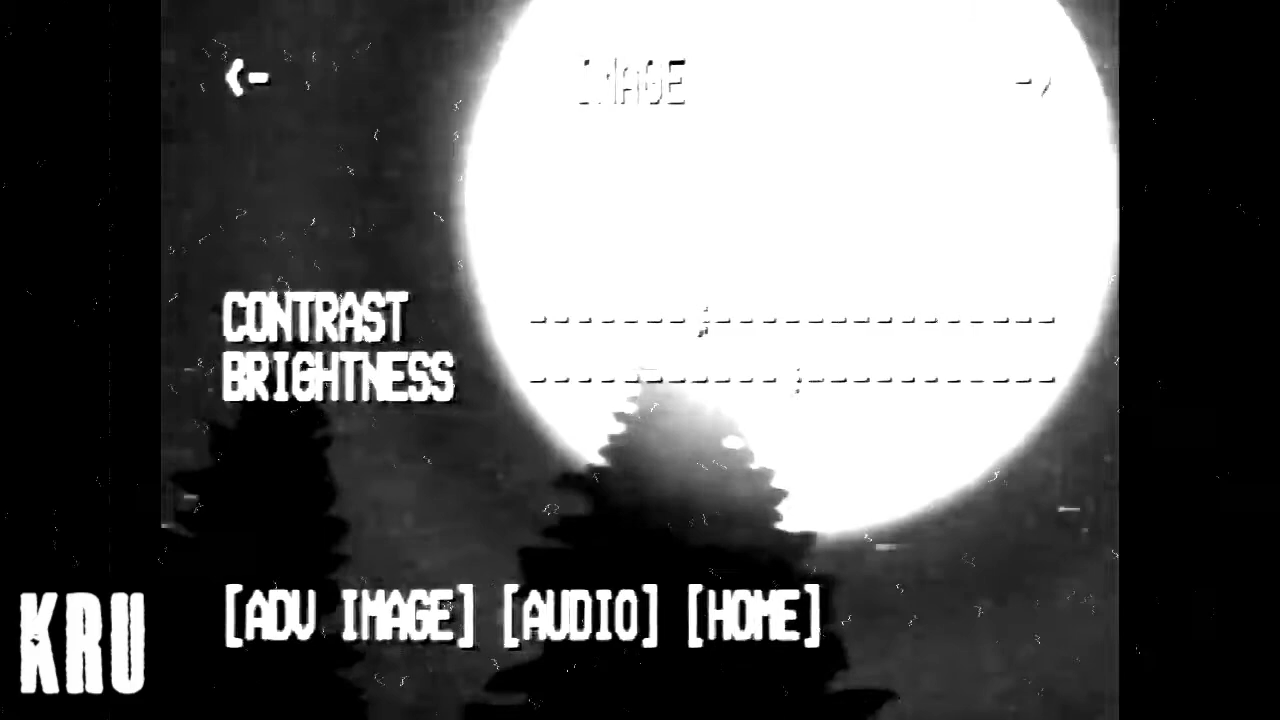 <- IMAGE ->
CONTRAST -------:----------------
BRIGHTNESS -----------:------------
[ADV IMAGE] [AUDIO] [HOME]
KRU